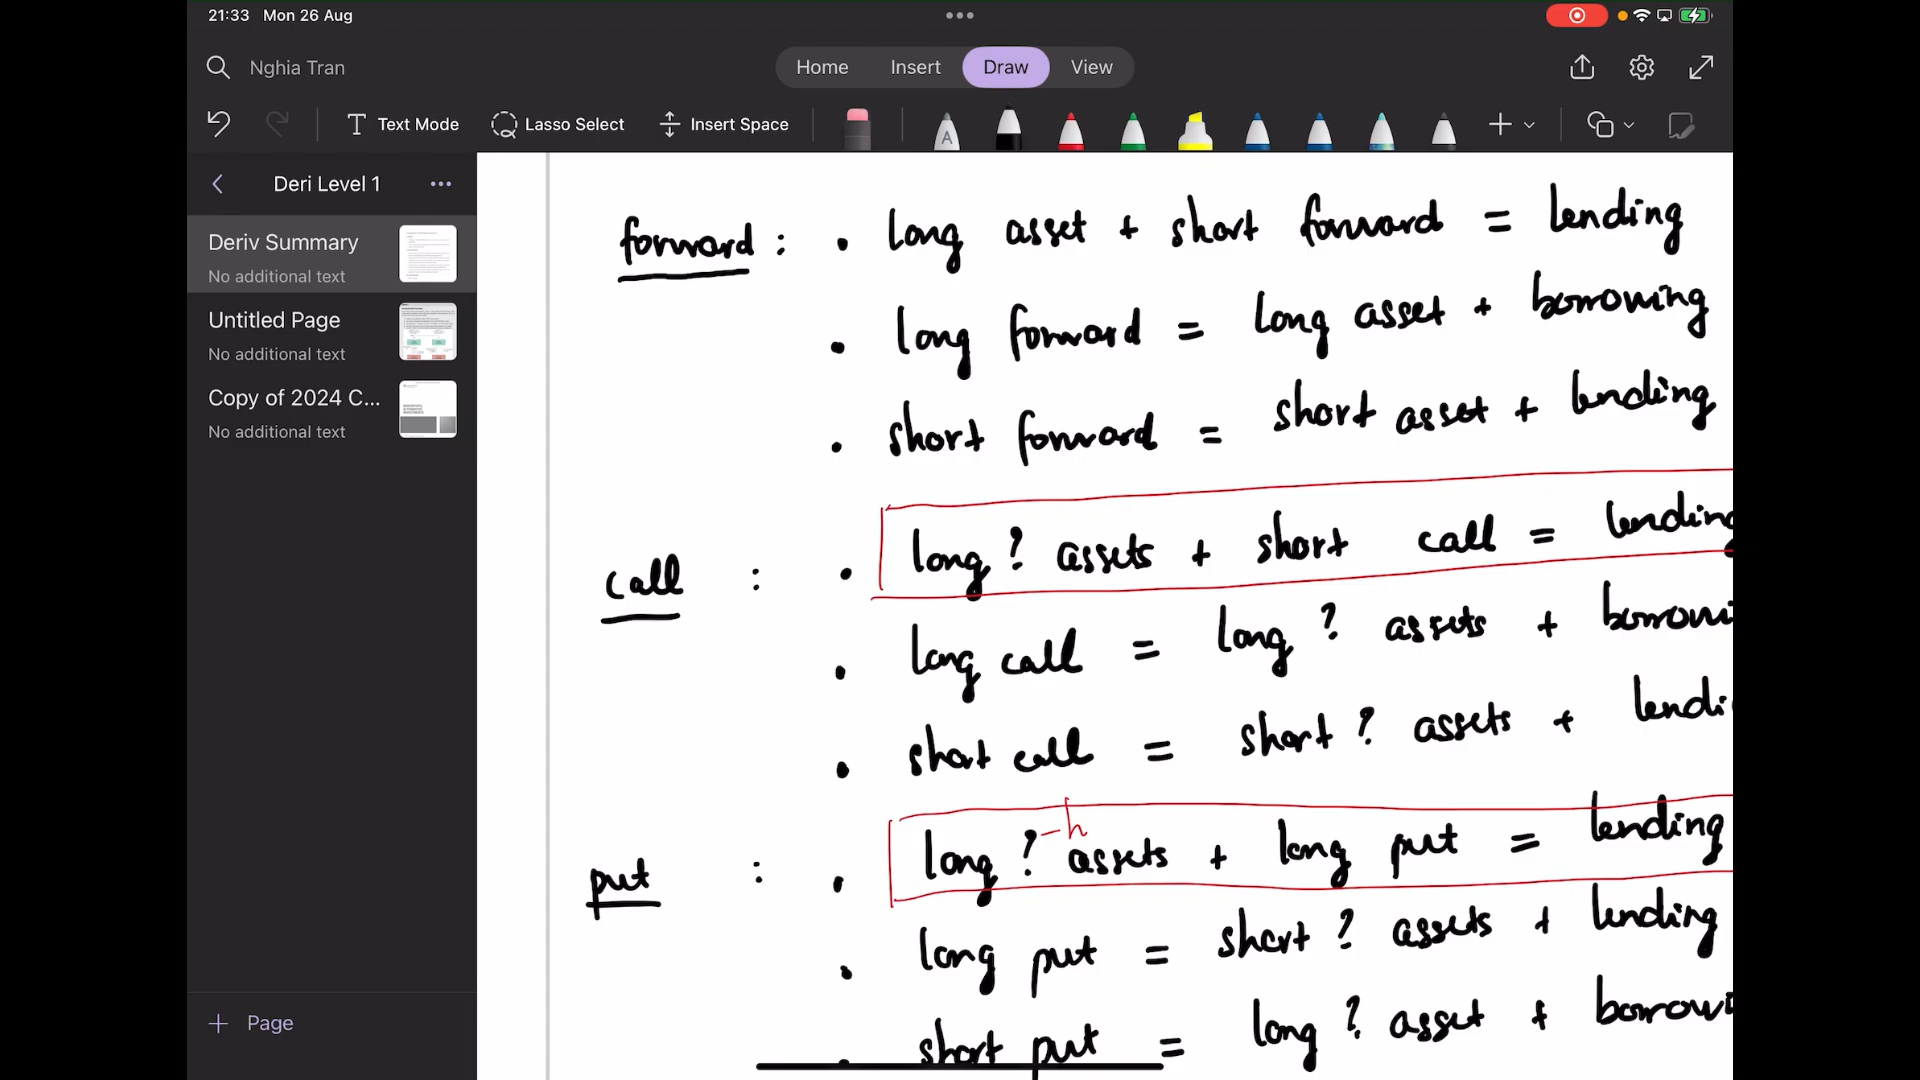 21:33 Mon 26 Aug
Nghia Tran
Home Insert Draw View
Text Mode Lasso Select Insert Space
A
Deri Level 1
Deriv Summary
No additional text
Untitled Page
No additional text
Copy of 2024 C...
No additional text
+ Page
forward : • long asset + short forward = lending
• long forward = long asset + borrowing
• short forward = short asset + lending
call : • long ? assets + short call = lending
• long call = long ? assets + borrowi
• short call = short ? assets + lendi
h
put : • long ? assets + long put = lending
• long put = short ? assets + lending
• short put = long ? asset + borrowi